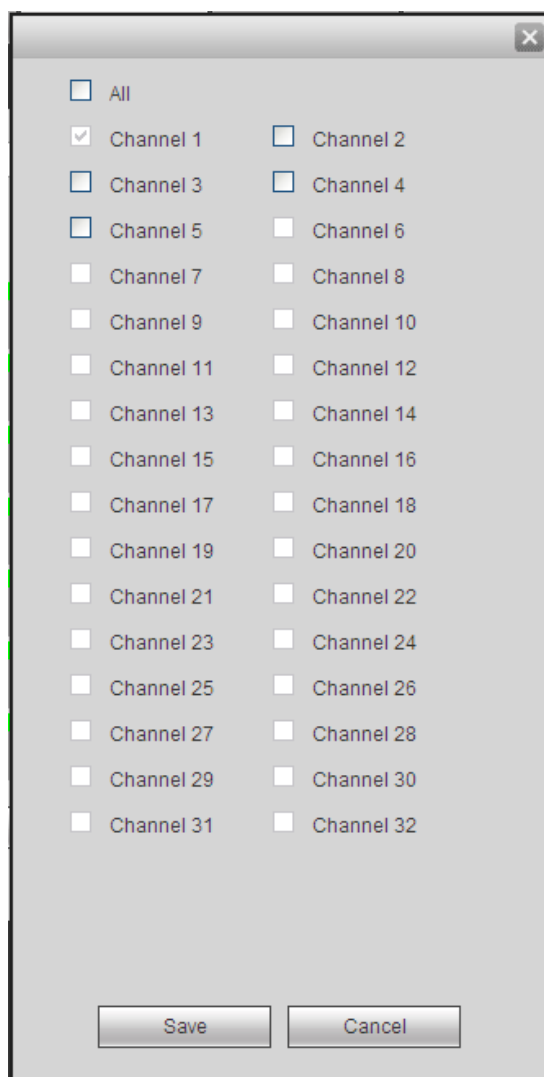 All
Channel 1 Channel 2
Channel 3 Channel 4
Channel 5 Channel 6
Channel 7 Channel 8
Channel 9 Channel 10
Channel 11 Channel 12
Channel 13 Channel 14
Channel 15 Channel 16
Channel 17 Channel 18
Channel 19 Channel 20
Channel 21 Channel 22
Channel 23 Channel 24
Channel 25 Channel 26
Channel 27 Channel 28
Channel 29 Channel 30
Channel 31 Channel 32
Save Cancel